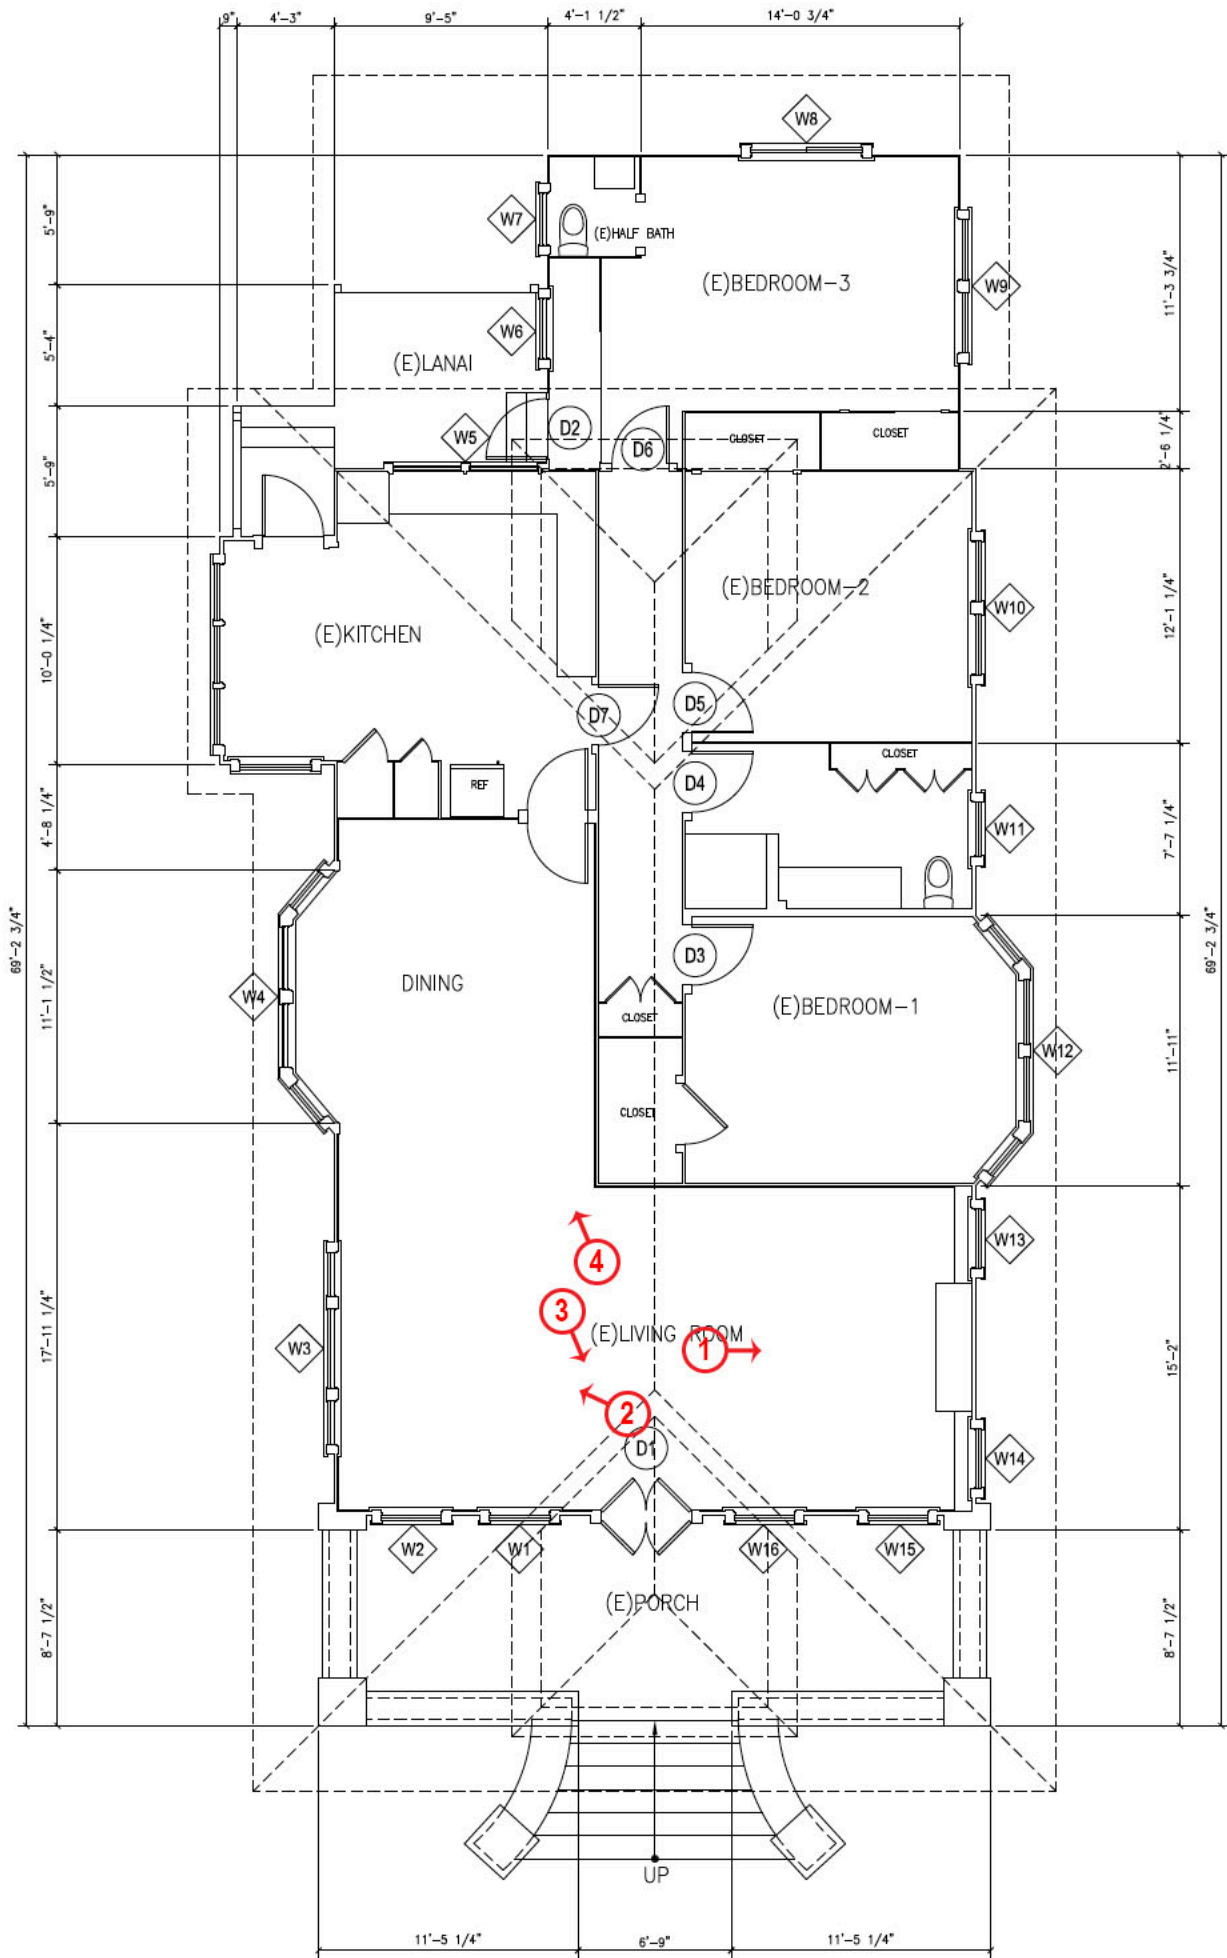 9" 4'-3" 9'-5" 4'-1 1/2" 14'-0 3/4"
W8
5'-9"
W7
(E)HALF BATH
(E)BEDROOM-3
W9
11'-3 3/4"
5'-4"
W6
(E)LANAI
W5
D2
D6
CLOSET
CLOSET
2'-6 1/4"
5'-9"
(E)BEDROOM-2
W10
12'-1 1/4"
(E)KITCHEN
10'-0 1/4"
D7
D5
CLOSET
D4
REF
W11
7'-7 1/4"
4'-8 1/4"
69'-2 3/4"
69'-2 3/4"
D3
DINING
W4
11'-1 1/2"
(E)BEDROOM-1
CLOSET
W12
11'-11"
CLOSET
4
W13
3
(E)LIVING ROOM
1
W3
17'-11 1/4"
15'-2"
2
D1
W14
W2 W1 W16 W15
(E)PORCH
8'-7 1/2"
8'-7 1/2"
UP
11'-5 1/4" 6'-9" 11'-5 1/4"